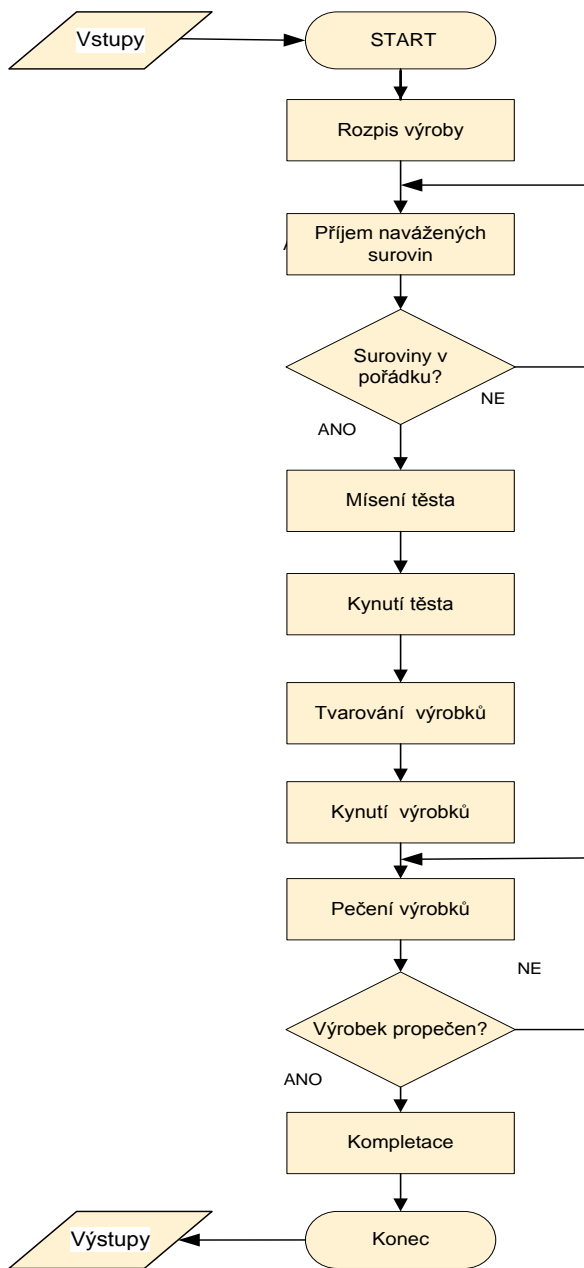 Vstupy
START
Rozpis výroby
Příjem navážených
surovin
Suroviny v
pořádku?
NE
ANO
Mísení těsta
Kynutí těsta
Tvarování výrobků
Kynutí výrobků
Pečení výrobků
NE
Výrobek propečen?
ANO
Kompletace
Výstupy
Konec